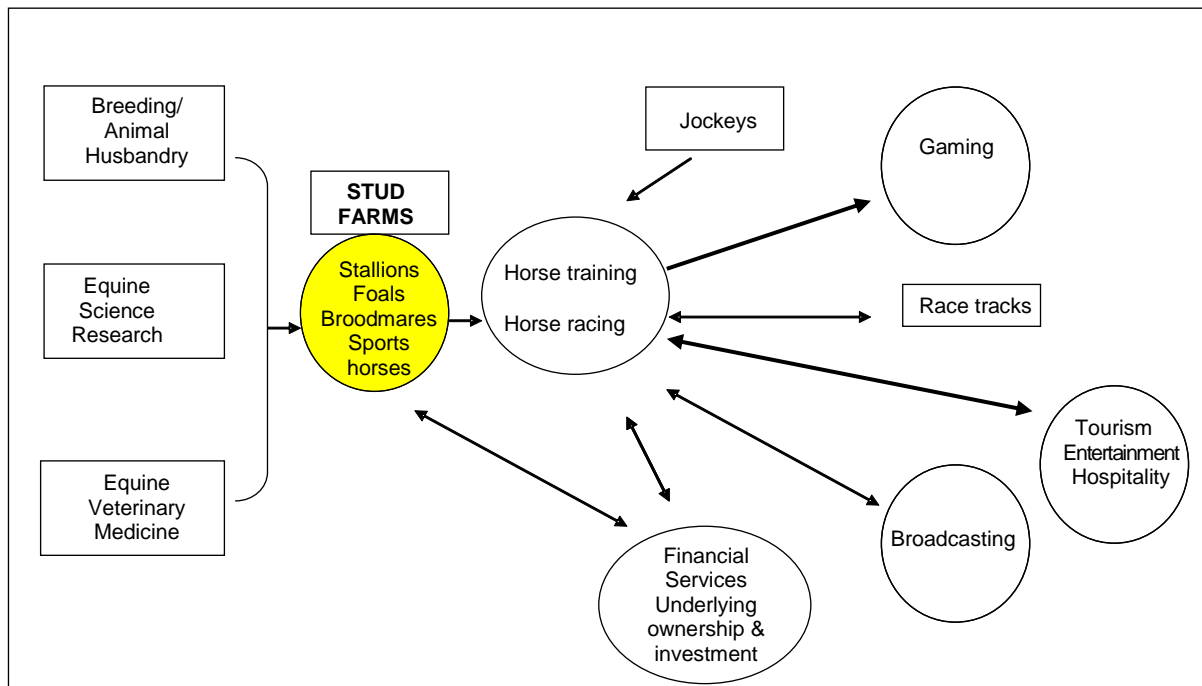 Breeding/
Animal
Husbandry
Equine
Science
Research
Equine
Veterinary
Medicine
STUD
FARMS
Stallions
Foals
Broodmares
Sports
horses
Jockeys
Horse training
Horse racing
Gaming
Race tracks
Tourism
Entertainment
Hospitality
Broadcasting
Financial
Services
Underlying
ownership &
investment